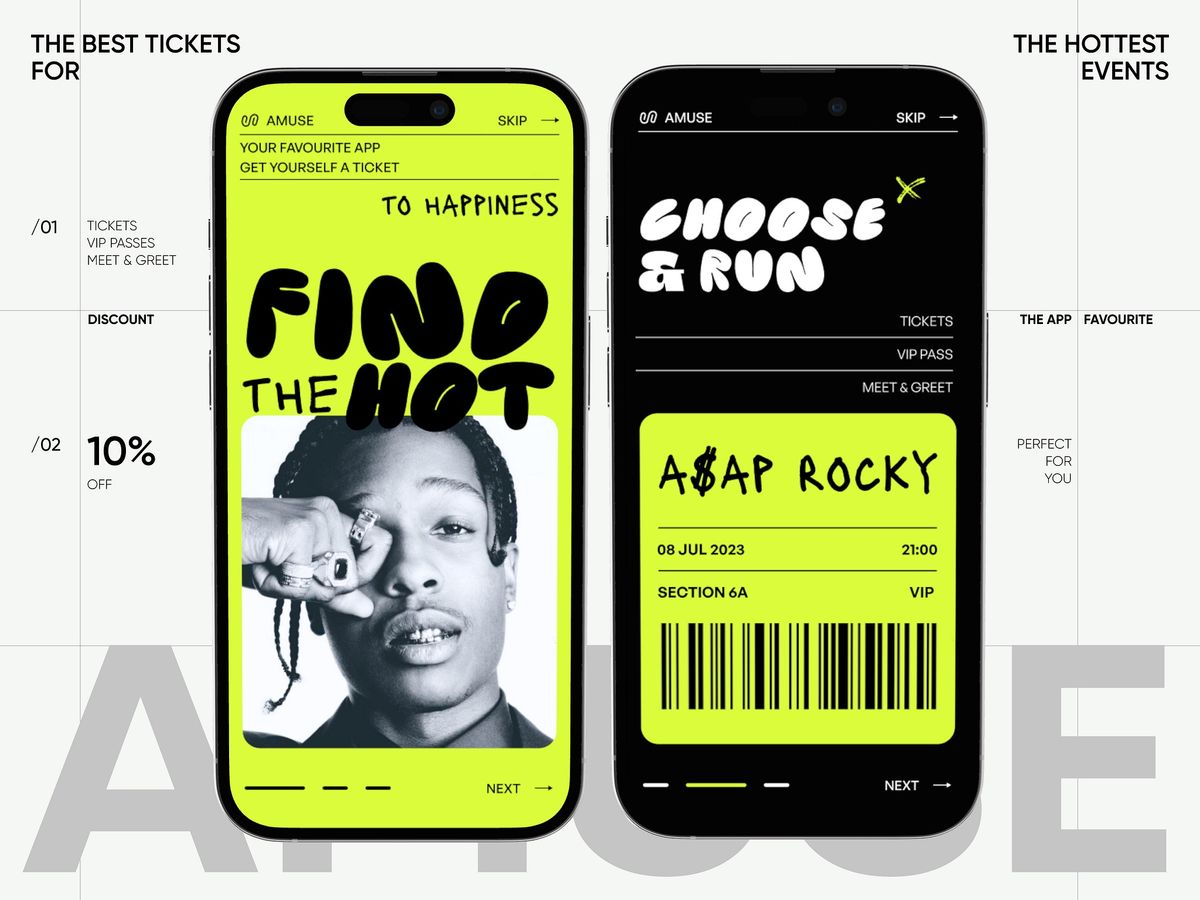 THE BEST TICKETS
FOR
THE HOTTEST
EVENTS
/01
TICKETS
VIP PASSES
MEET & GREET
DISCOUNT
/02
10%
OFF
AMUSE
SKIP
YOUR FAVOURITE APP
GET YOURSELF A TICKET
TO HAPPINESS
FIND
THE HOT
NEXT
AMUSE
SKIP
CHOOSE
& RUN
TICKETS
VIP PASS
MEET & GREET
A$AP ROCKY
08 JUL 2023 21:00
SECTION 6A VIP
NEXT
THE APP FAVOURITE
PERFECT
FOR
YOU
AMUSE